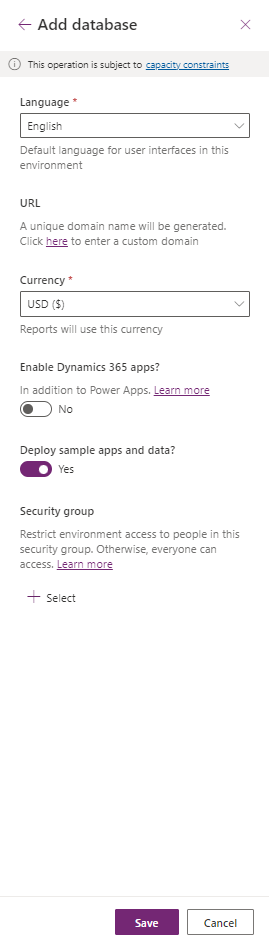 Add database
This operation is subject to capacity constraints
Language *
English
Default language for user interfaces in this
environment
URL
A unique domain name will be generated.
Click here to enter a custom domain
Currency *
USD ($)
Reports will use this currency
Enable Dynamics 365 apps?
In addition to Power Apps. Learn more
No
Deploy sample apps and data?
Yes
Security group
Restrict environment access to people in this
security group. Otherwise, everyone can
access. Learn more
Select
Save Cancel